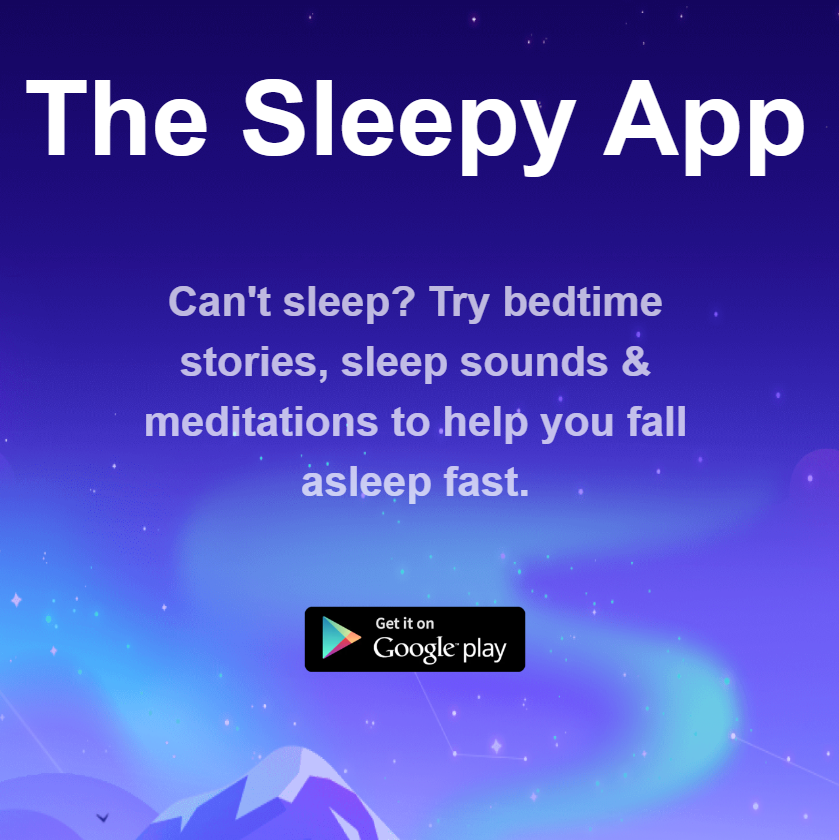 The Sleepy App
Can't sleep? Try bedtime
stories, sleep sounds &
meditations to help you fall
asleep fast.
Get it on
Google play